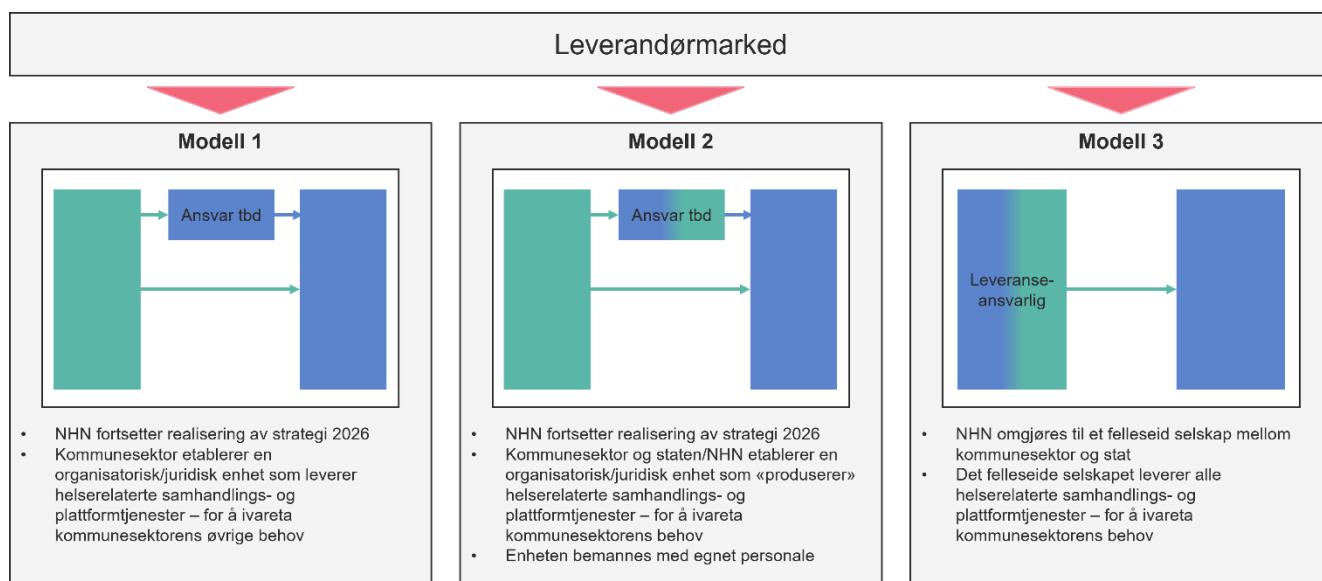 Leverandørmarked
Modell 1
Ansvar tbd
• NHN fortsetter realisering av strategi 2026
• Kommunesektor etablerer en
organisatorisk/juridisk enhet som leverer
helserelaterte samhandlings- og
plattformtjenester – for å ivareta
kommunesektorens øvrige behov
Modell 2
Ansvar tbd
• NHN fortsetter realisering av strategi 2026
• Kommunesektor og staten/NHN etablerer en
organisatorisk/juridisk enhet som «produserer»
helserelaterte samhandlings- og
plattformtjenester – for å ivareta
kommunesektorens behov
• Enheten bemannes med egnet personale
Modell 3
Leveranse-
ansvarlig
• NHN omgjøres til et felleseid selskap mellom
kommunesektor og stat
• Det felleseide selskapet leverer alle
helserelaterte samhandlings- og
plattformtjenester – for å ivareta
kommunesektorens behov